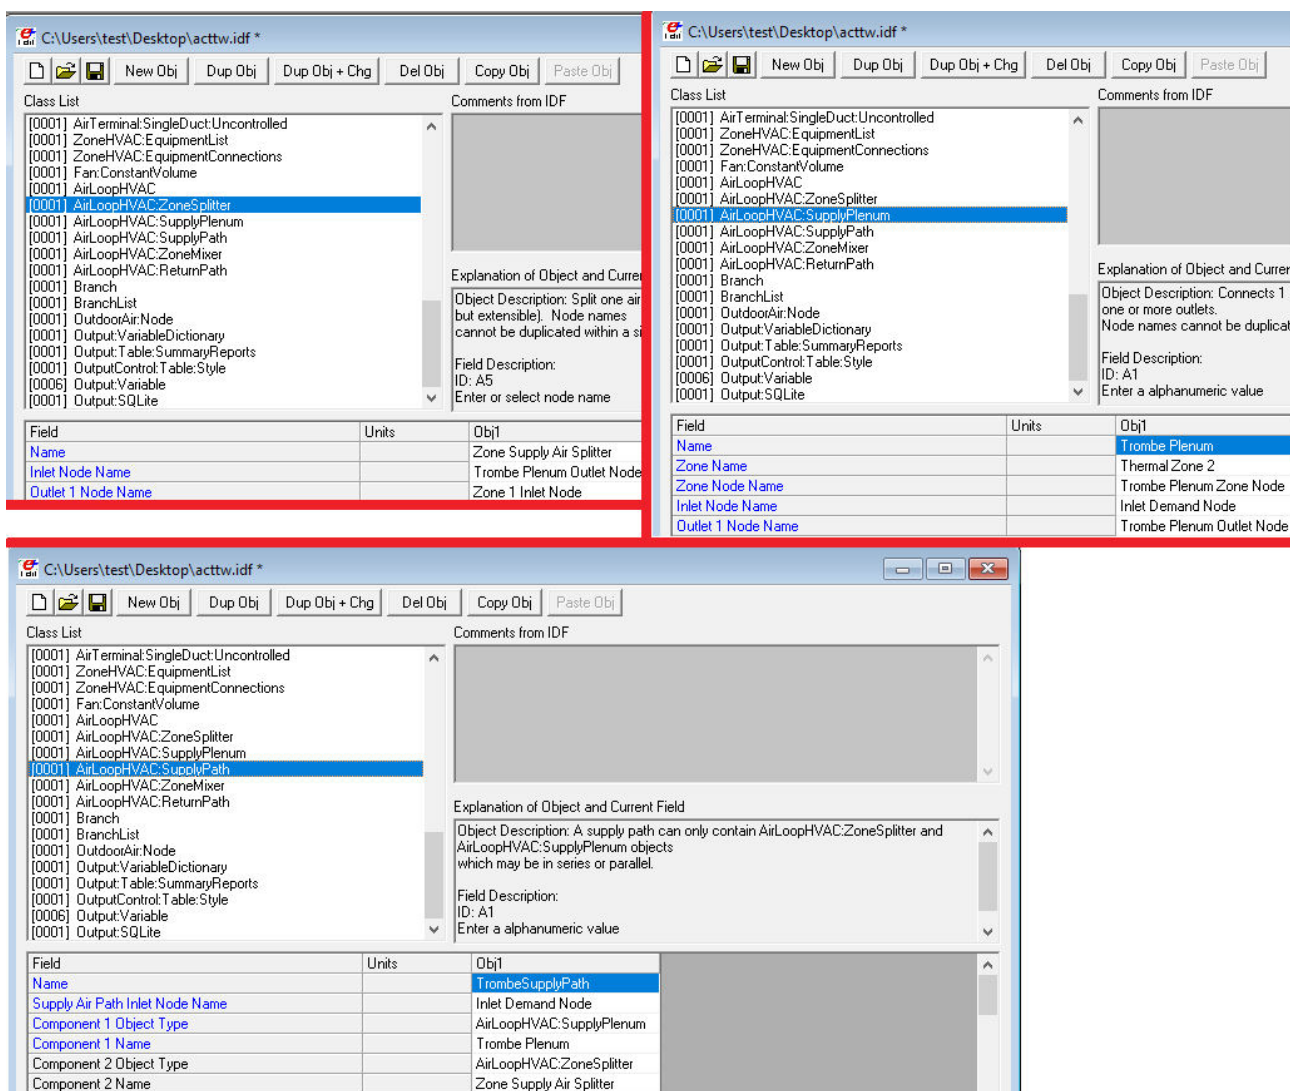 C:\Users\test\Desktop\acttw.idf *
New Obj Dup Obj Dup Obj + Chg Del Obj Copy Obj Paste Obj
Class List Comments from IDF
[0001] AirTerminal:SingleDuct:Uncontrolled
[0001] ZoneHVAC:EquipmentList
[0001] ZoneHVAC:EquipmentConnections
[0001] Fan:ConstantVolume
[0001] AirLoopHVAC
[0001] AirLoopHVAC:ZoneSplitter
[0001] AirLoopHVAC:SupplyPlenum
[0001] AirLoopHVAC:SupplyPath
[0001] AirLoopHVAC:ZoneMixer
[0001] AirLoopHVAC:ReturnPath
[0001] Branch
[0001] BranchList
[0001] OutdoorAir:Node
[0001] Output:VariableDictionary
[0001] Output:Table:SummaryReports
[0001] OutputControl:Table:Style
[0006] Output:Variable
[0001] Output:SQLite
Explanation of Object and Curre
Object Description: Split one air
but extensible). Node names
cannot be duplicated within a si
Field Description:
ID: A5
Enter or select node name
Field Units Obj1
Name Zone Supply Air Splitter
Inlet Node Name Trombe Plenum Outlet Node
Outlet 1 Node Name Zone 1 Inlet Node
C:\Users\test\Desktop\acttw.idf *
New Obj Dup Obj Dup Obj + Chg Del Obj Copy Obj Paste Obj
Class List Comments from IDF
[0001] AirTerminal:SingleDuct:Uncontrolled
[0001] ZoneHVAC:EquipmentList
[0001] ZoneHVAC:EquipmentConnections
[0001] Fan:ConstantVolume
[0001] AirLoopHVAC
[0001] AirLoopHVAC:ZoneSplitter
[0001] AirLoopHVAC:SupplyPlenum
[0001] AirLoopHVAC:SupplyPath
[0001] AirLoopHVAC:ZoneMixer
[0001] AirLoopHVAC:ReturnPath
[0001] Branch
[0001] BranchList
[0001] OutdoorAir:Node
[0001] Output:VariableDictionary
[0001] Output:Table:SummaryReports
[0001] OutputControl:Table:Style
[0006] Output:Variable
[0001] Output:SQLite
Explanation of Object and Curren
Object Description: Connects 1
one or more outlets.
Node names cannot be duplicat
Field Description:
ID: A1
Enter a alphanumeric value
Field Units Obj1
Name Trombe Plenum
Zone Name Thermal Zone 2
Zone Node Name Trombe Plenum Zone Node
Inlet Node Name Inlet Demand Node
Outlet 1 Node Name Trombe Plenum Outlet Node
C:\Users\test\Desktop\acttw.idf *
New Obj Dup Obj Dup Obj + Chg Del Obj Copy Obj Paste Obj
Class List Comments from IDF
[0001] AirTerminal:SingleDuct:Uncontrolled
[0001] ZoneHVAC:EquipmentList
[0001] ZoneHVAC:EquipmentConnections
[0001] Fan:ConstantVolume
[0001] AirLoopHVAC
[0001] AirLoopHVAC:ZoneSplitter
[0001] AirLoopHVAC:SupplyPlenum
[0001] AirLoopHVAC:SupplyPath
[0001] AirLoopHVAC:ZoneMixer
[0001] AirLoopHVAC:ReturnPath
[0001] Branch
[0001] BranchList
[0001] OutdoorAir:Node
[0001] Output:VariableDictionary
[0001] Output:Table:SummaryReports
[0001] OutputControl:Table:Style
[0006] Output:Variable
[0001] Output:SQLite
Explanation of Object and Current Field
Object Description: A supply path can only contain AirLoopHVAC:ZoneSplitter and
AirLoopHVAC:SupplyPlenum objects
which may be in series or parallel.
Field Description:
ID: A1
Enter a alphanumeric value
Field Units Obj1
Name TrombeSupplyPath
Supply Air Path Inlet Node Name Inlet Demand Node
Component 1 Object Type AirLoopHVAC:SupplyPlenum
Component 1 Name Trombe Plenum
Component 2 Object Type AirLoopHVAC:ZoneSplitter
Component 2 Name Zone Supply Air Splitter